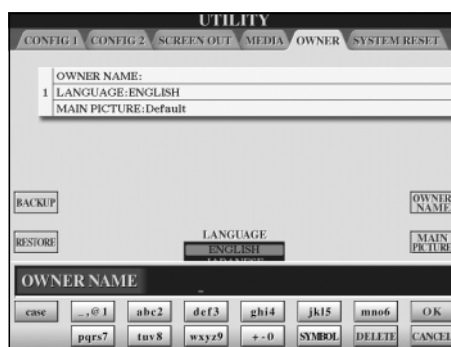 UTILITY
CONFIG 1 CONFIG 2 SCREEN OUT MEDIA OWNER SYSTEM RESET
OWNER NAME:
1 LANGUAGE:ENGLISH
MAIN PICTURE:Default
BACKUP
OWNER NAME
RESTORE
LANGUAGE
ENGLISH
JAPANESE
MAIN PICTURE
OWNER NAME
case _,@1 abc2 def3 ghi4 jkl5 mno6 OK
pqrs7 tuv8 wxyz9 +-0 SYMBOL DELETE CANCEL